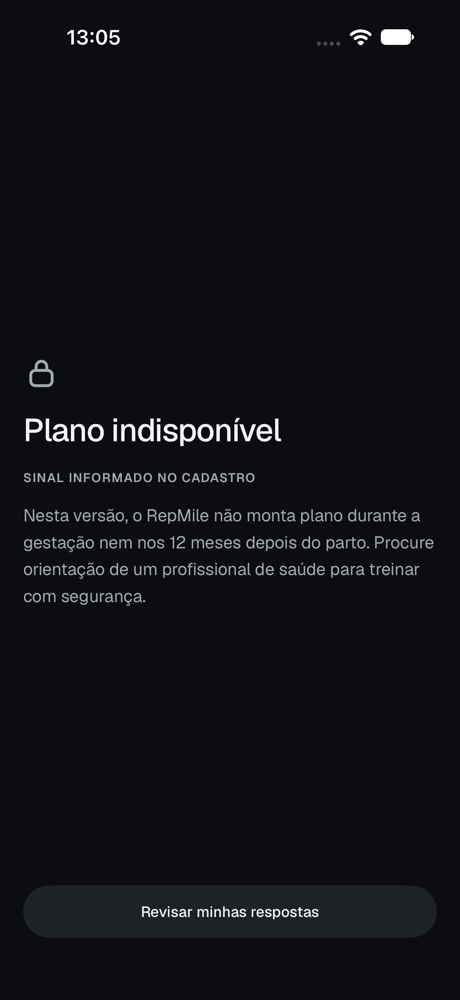 13:05
Plano indisponível
SINAL INFORMADO NO CADASTRO
Nesta versão, o RepMile não monta plano durante a
gestação nem nos 12 meses depois do parto. Procure
orientação de um profissional de saúde para treinar
com segurança.
Revisar minhas respostas